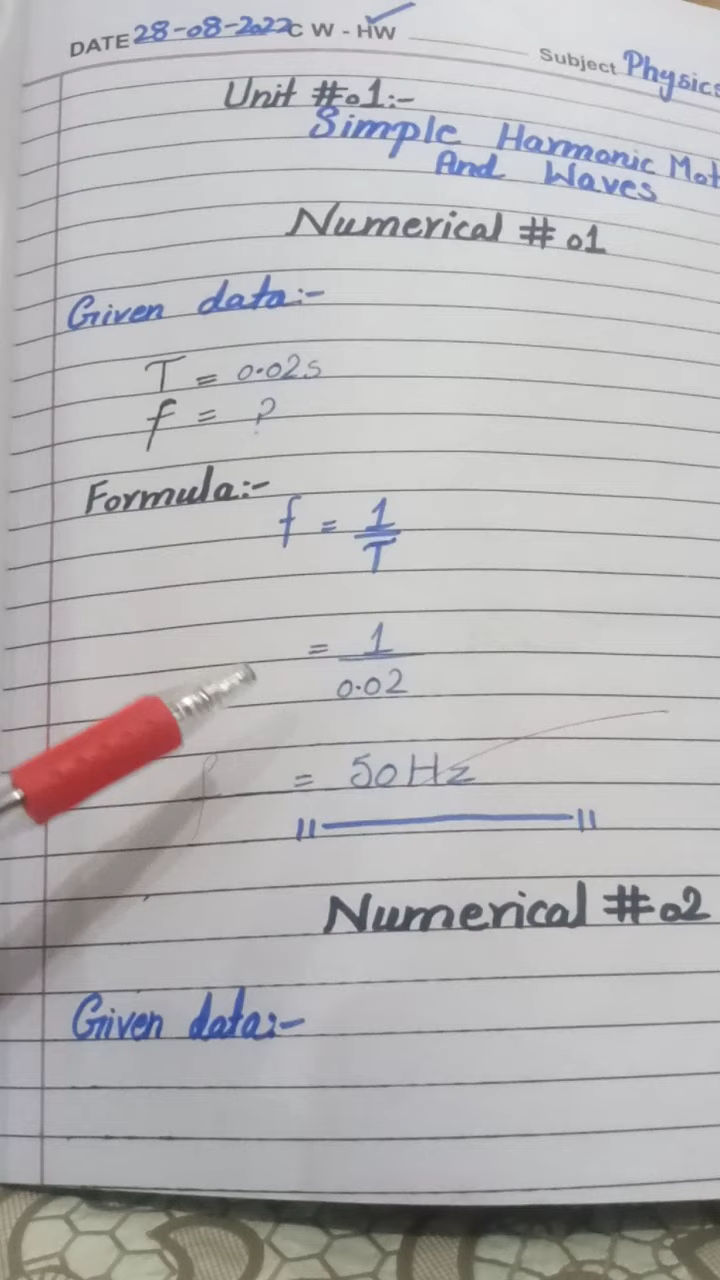 DATE 28-08-2022 C W - HW
Subject Physics
Unit #01:-
Simple Harmonic Mot
And Waves
Numerical # 01
Given data:-
T = 0.02s
f = ?
Formula:-
f = 1/T
= 1/0.02
= 50Hz
Numerical #02
Given data:-